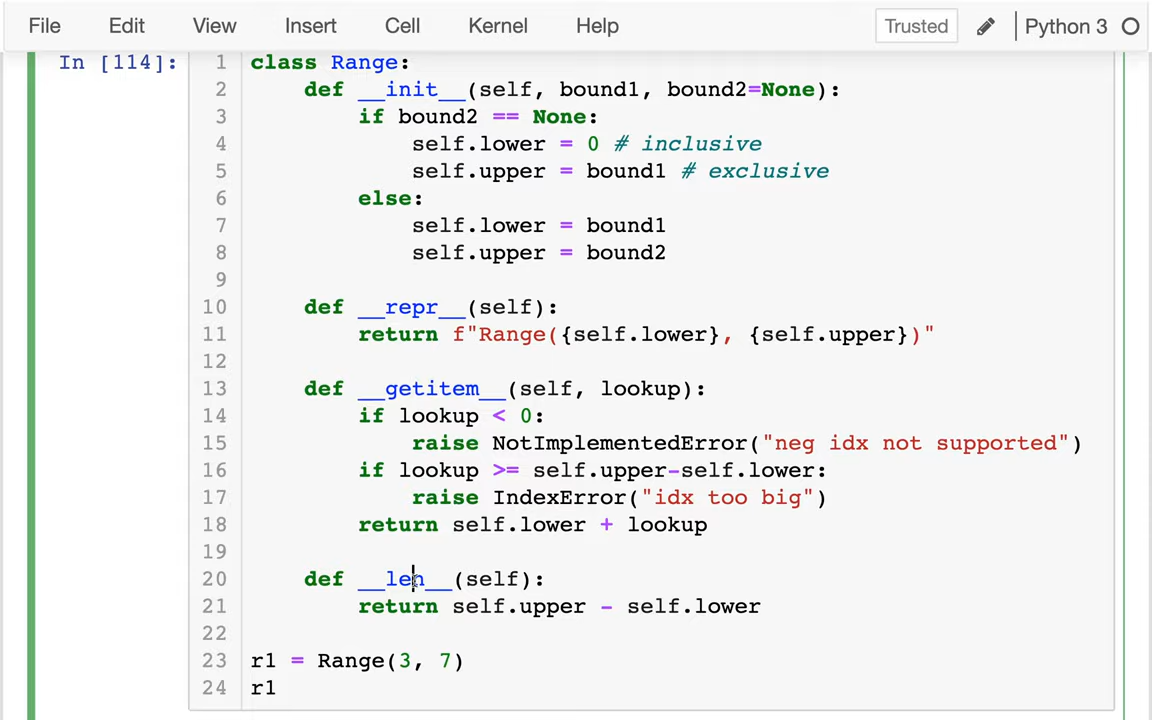 File Edit View Insert Cell Kernel Help Trusted Python 3
In [114]:
1 class Range:
2     def __init__(self, bound1, bound2=None):
3         if bound2 == None:
4             self.lower = 0 # inclusive
5             self.upper = bound1 # exclusive
6         else:
7             self.lower = bound1
8             self.upper = bound2
9
10     def __repr__(self):
11         return f"Range({self.lower}, {self.upper})"
12
13     def __getitem__(self, lookup):
14         if lookup < 0:
15             raise NotImplementedError("neg idx not supported")
16         if lookup >= self.upper-self.lower:
17             raise IndexError("idx too big")
18         return self.lower + lookup
19
20     def __len__(self):
21         return self.upper - self.lower
22
23 r1 = Range(3, 7)
24 r1